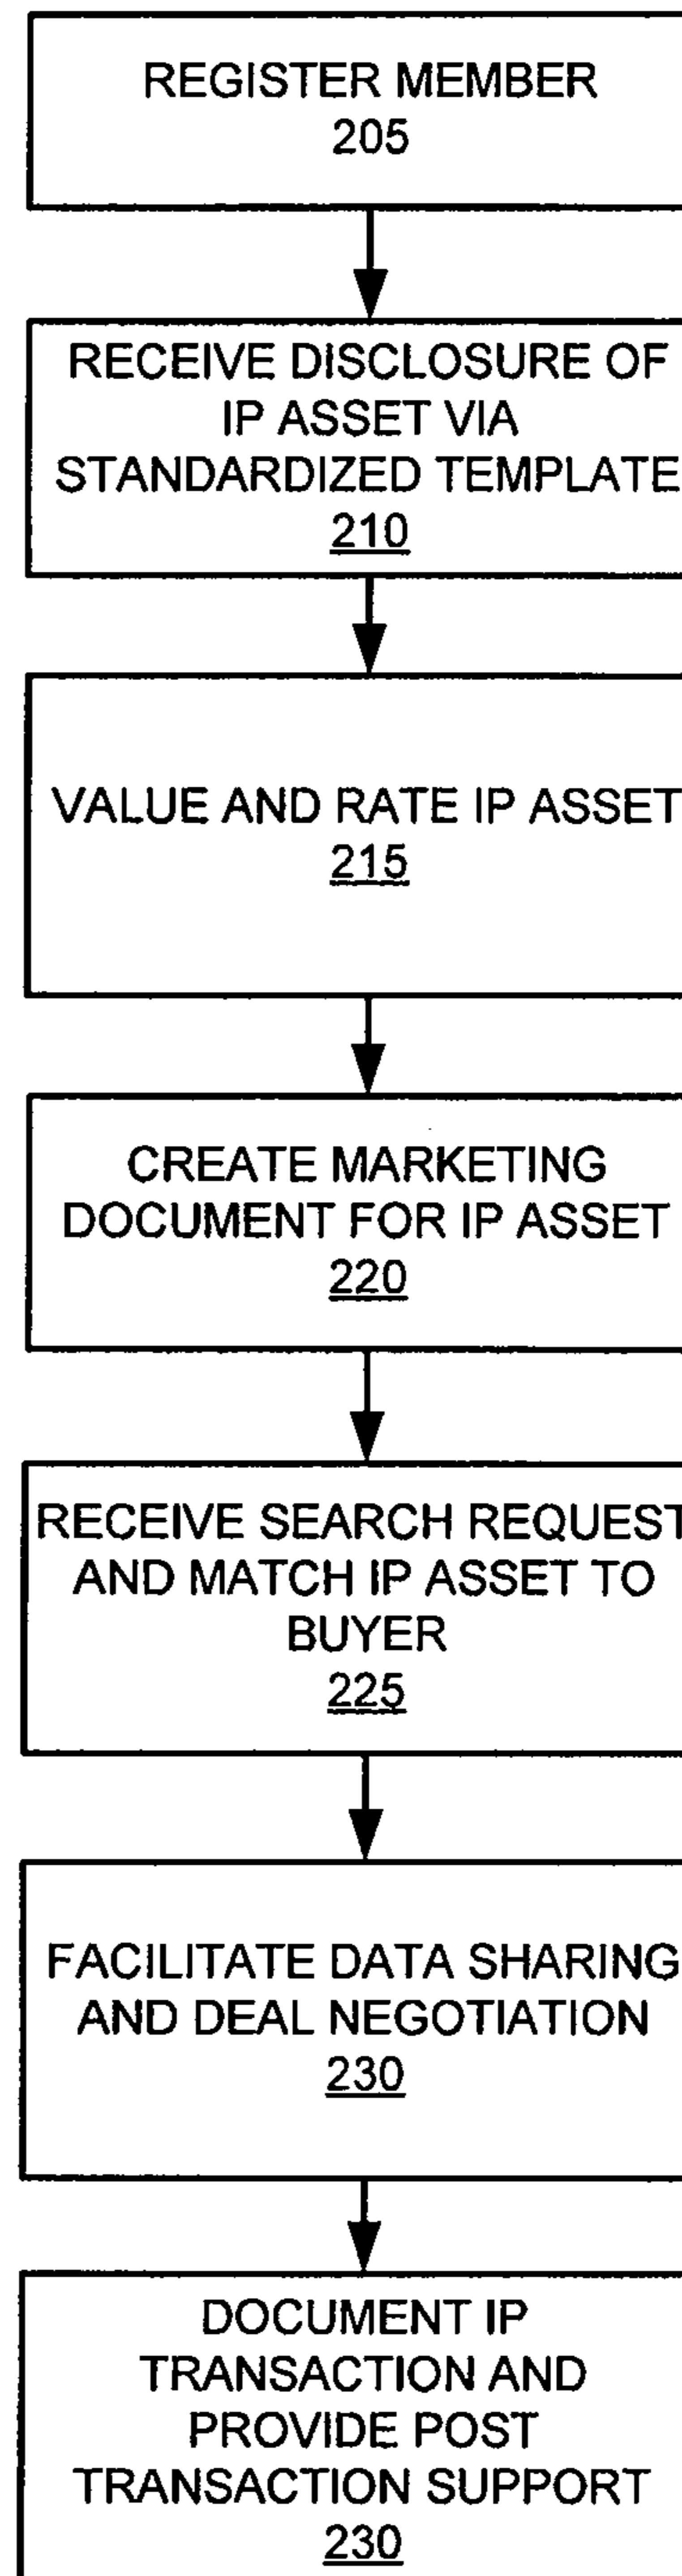 REGISTER MEMBER
205
RECEIVE DISCLOSURE OF
IP ASSET VIA
STANDARDIZED TEMPLATE
210
VALUE AND RATE IP ASSET
215
CREATE MARKETING
DOCUMENT FOR IP ASSET
220
RECEIVE SEARCH REQUEST
AND MATCH IP ASSET TO
BUYER
225
FACILITATE DATA SHARING
AND DEAL NEGOTIATION
230
DOCUMENT IP
TRANSACTION AND
PROVIDE POST
TRANSACTION SUPPORT
230